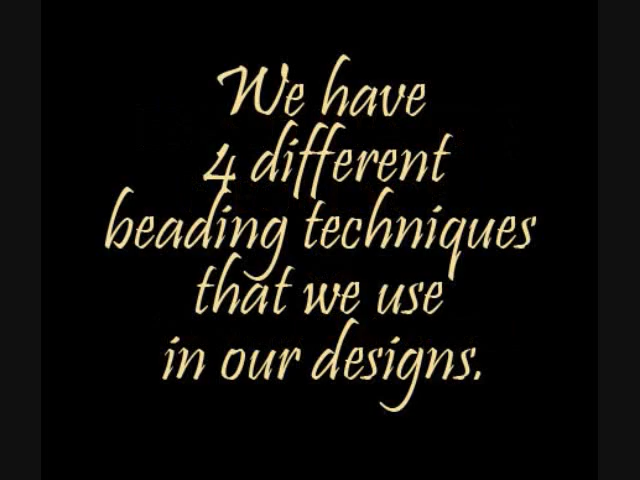 We have
4 different
beading techniques
that we use
in our designs.